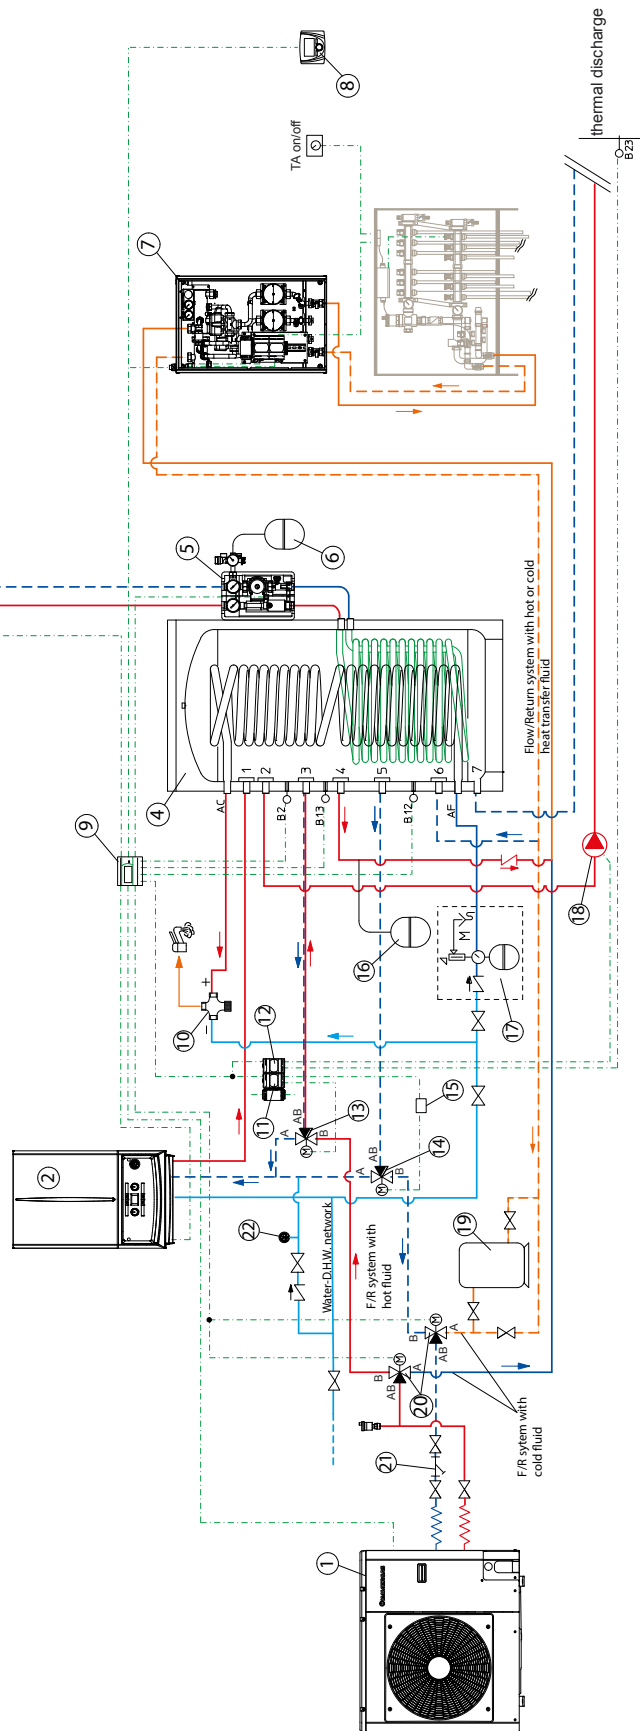 thermal discharge
B23
8
TA on/off
7
5
6
4
Flow/Return system with hot or cold
heat transfer fluid
AC
1
2
3
4
5
6
AF
7
B2
B13
B12
9
18
16
M
17
10
+
−
12
11
15
13
A
AB
B
M
14
A
AB
B
M
2
22
Water-D.H.W. network
F/R system with
hot fluid
19
20
B
A
AB
M
B
A
AB
M
21
F/R sytem with
cold fluid
1